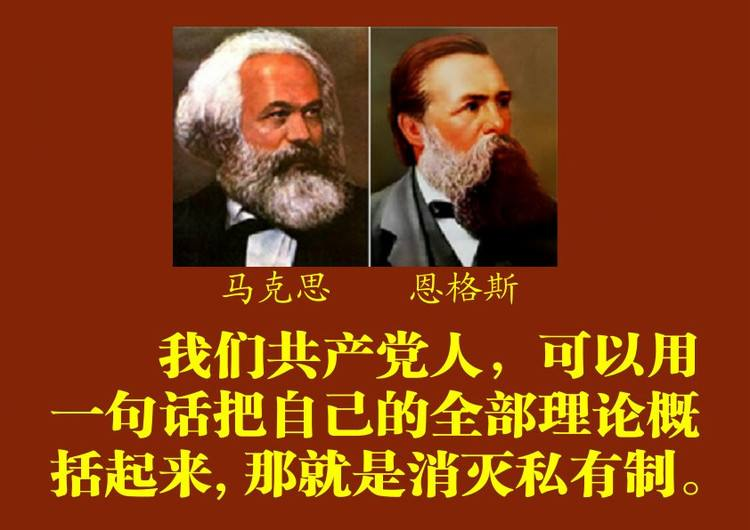 马克思 恩格斯
我们共产党人，可以用
一句话把自己的全部理论概
括起来，那就是消灭私有制。